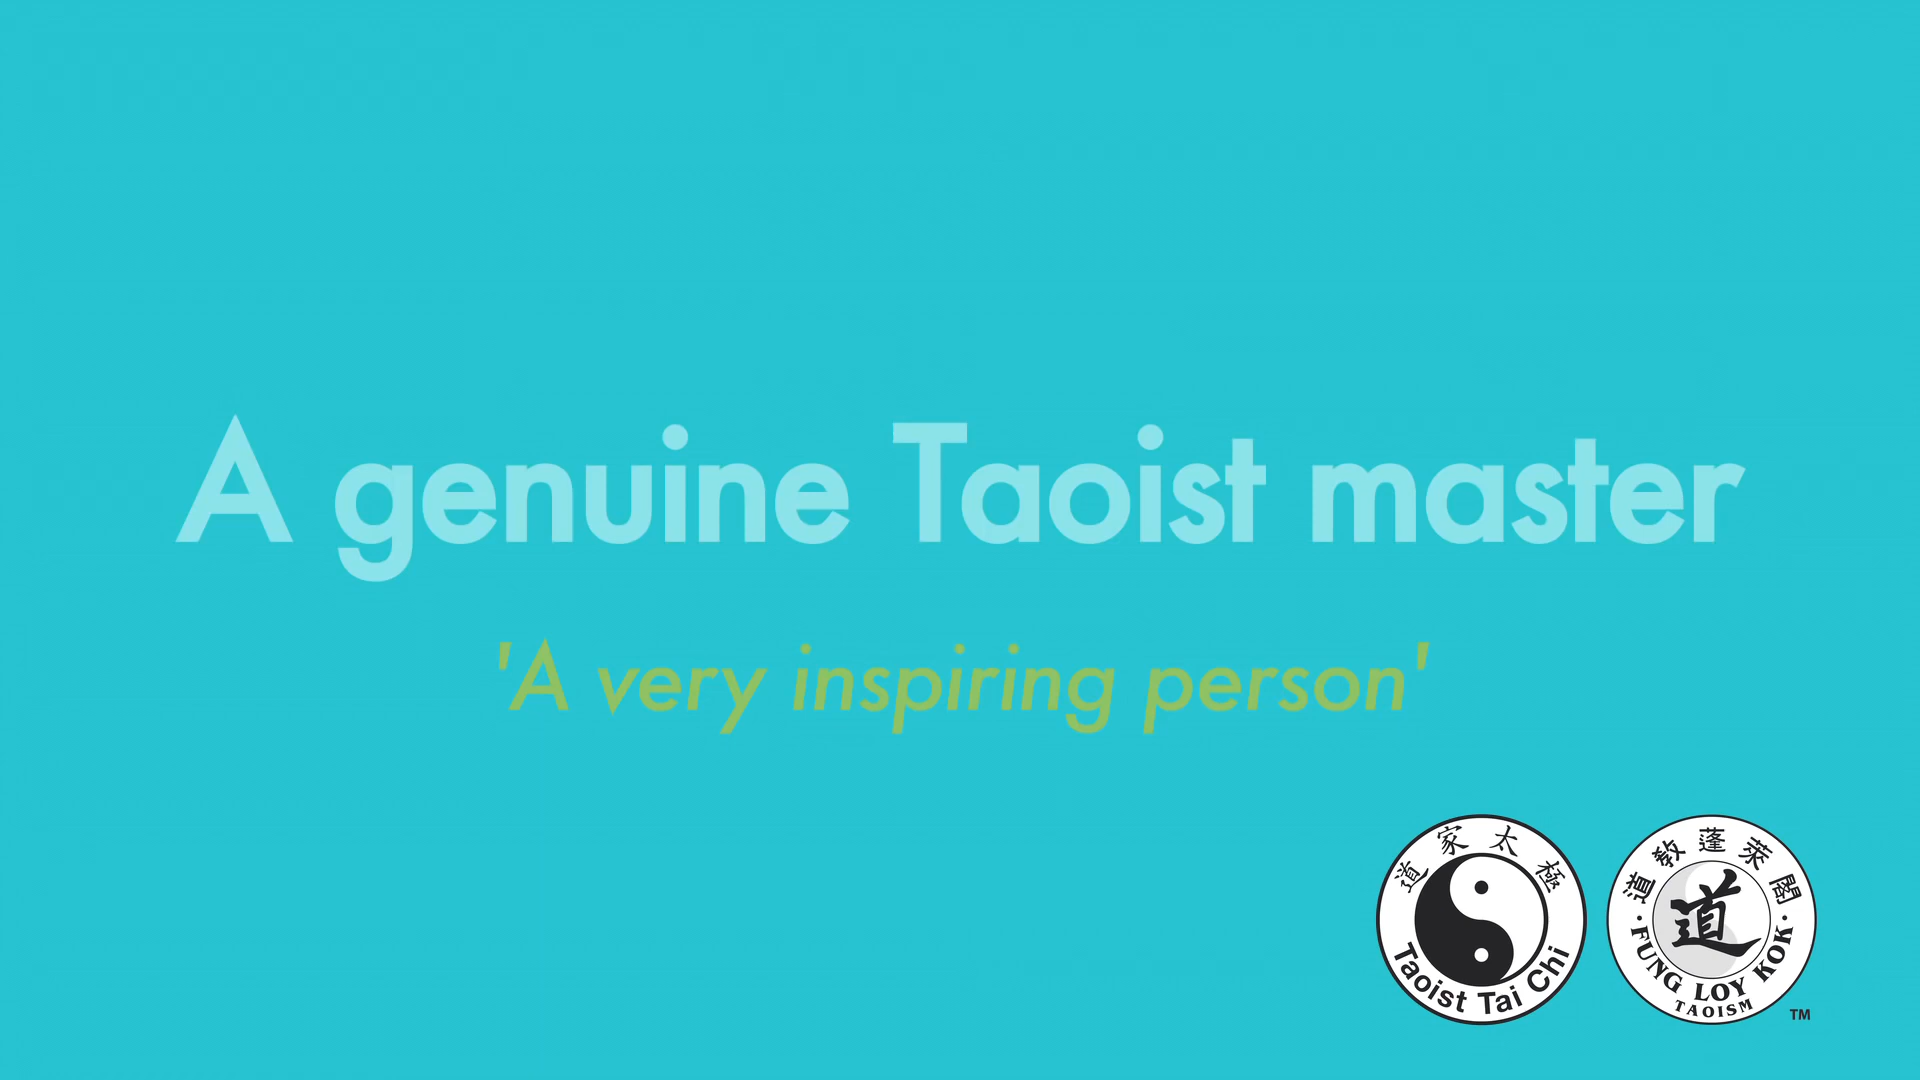 A genuine Taoist master
'A very inspiring person'
道家太極
Taoist Tai Chi
道教蓬萊閣
道
· FUNG LOY KOK ·
TAOISM
TM